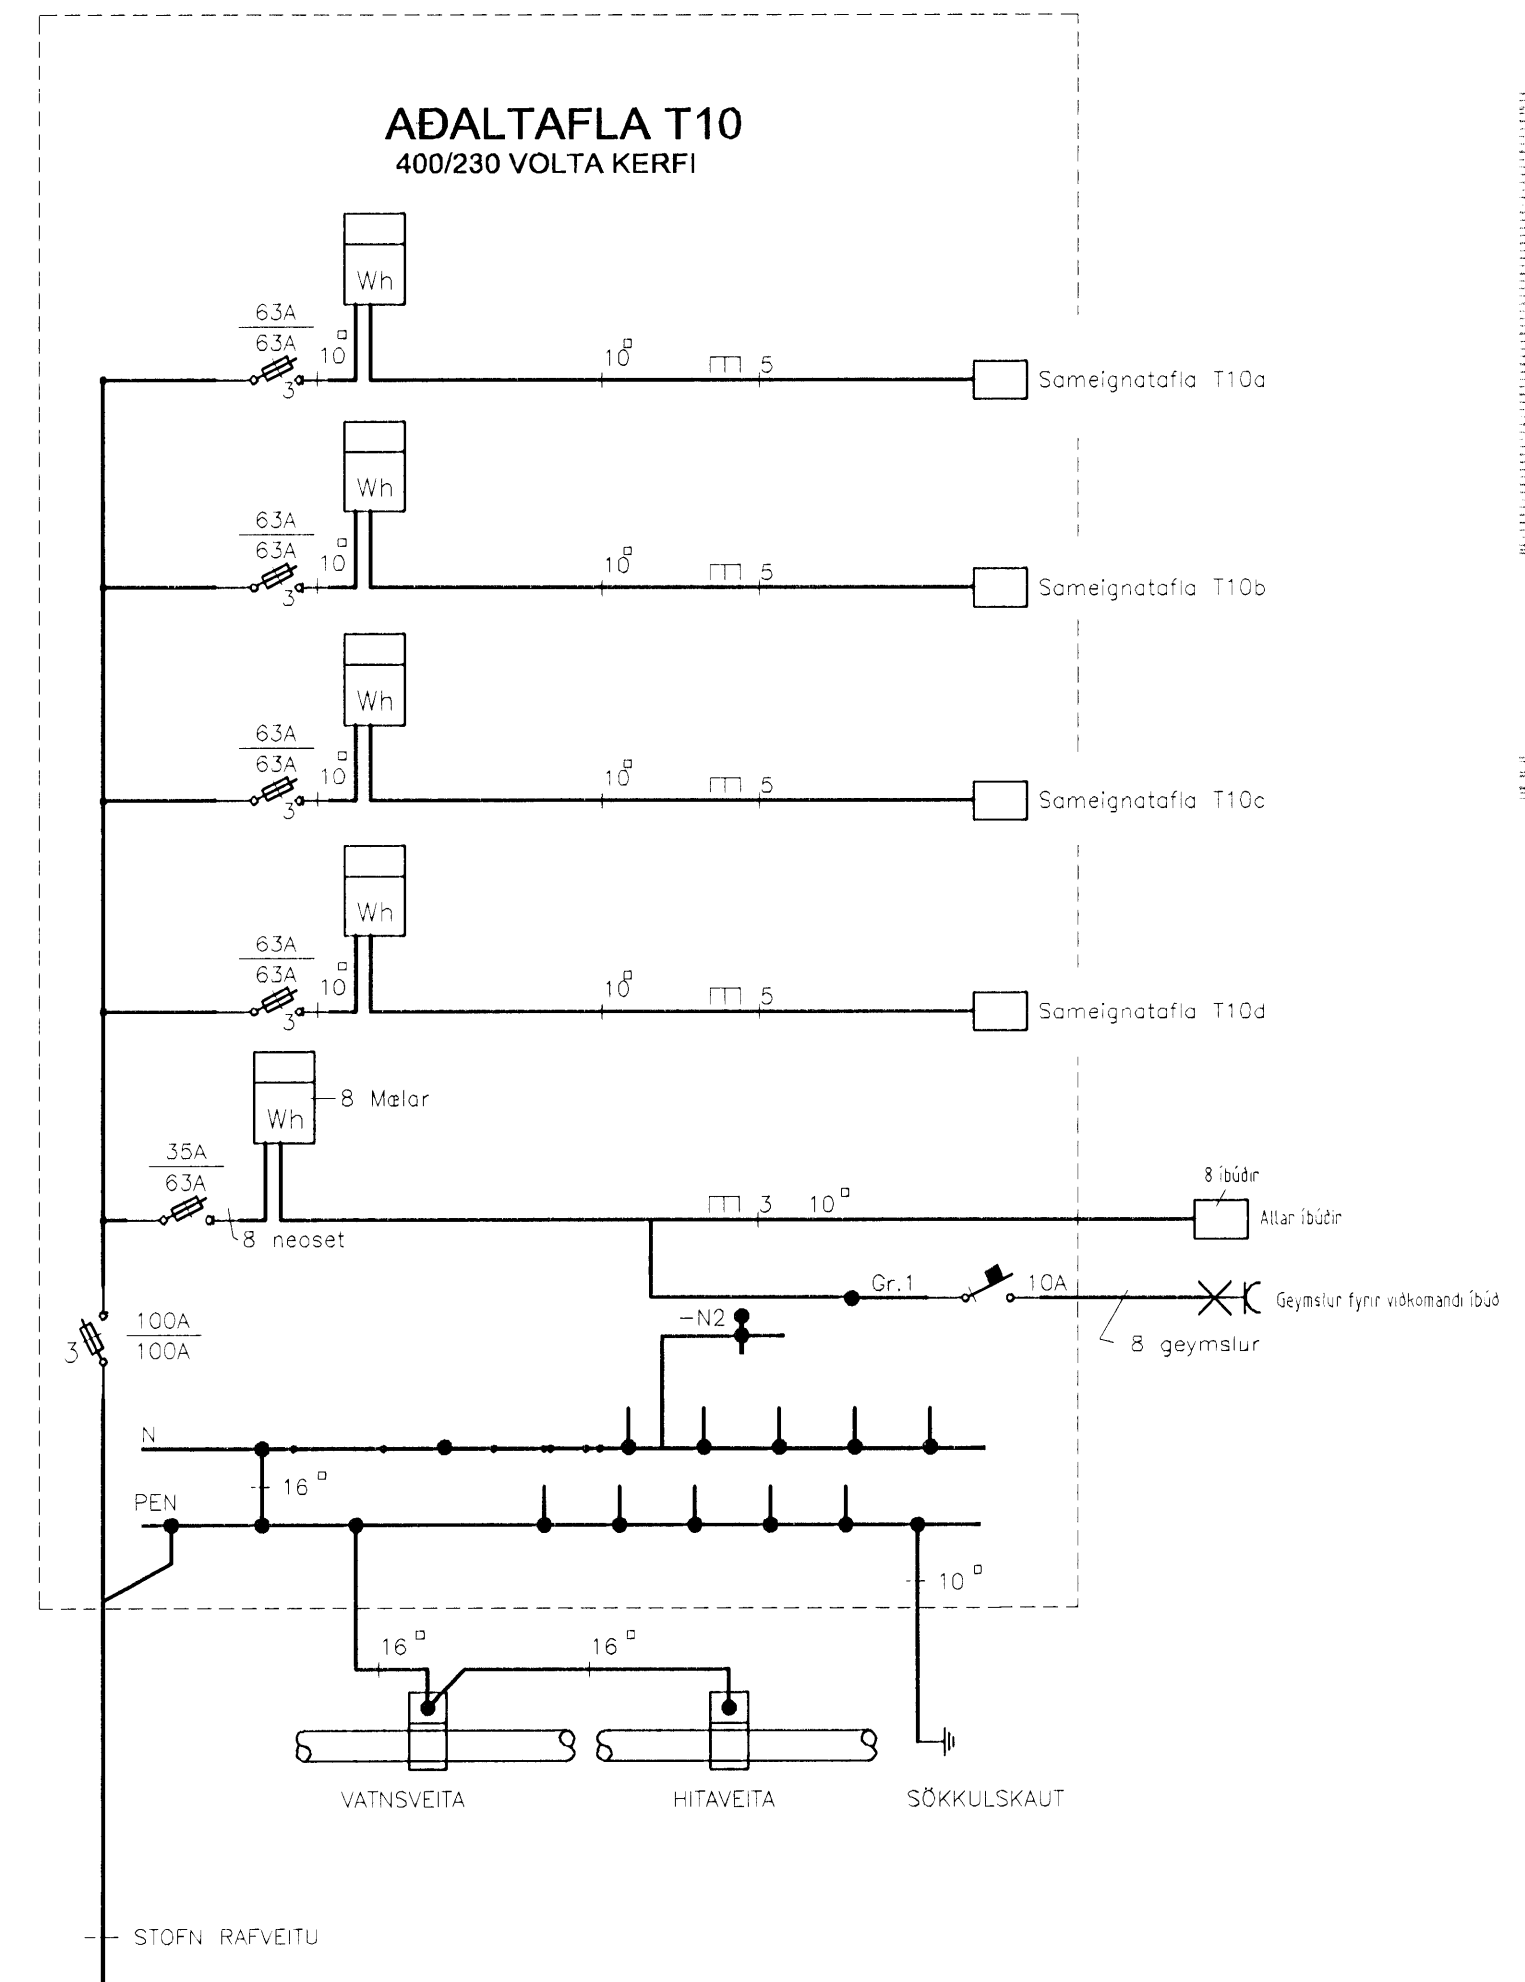 AÐALTAFLA T10
400/230 VOLTA KERFI
Wh
63A
63A
3
10□
10□
5
Sameignatafla T10a
Wh
63A
63A
3
10□
10□
5
Sameignatafla T10b
Wh
63A
63A
3
10□
10□
5
Sameignatafla T10c
Wh
63A
63A
3
10□
10□
5
Sameignatafla T10d
Wh
8 Mælar
35A
63A
8 neoset
3
10□
8 íbúðir
Allar íbúðir
Gr.1
10A
Geymslur fyrir viðkomandi íbúð
8 geymslur
-N2
3
100A
100A
N
16□
PEN
10□
16□
16□
VATNSVEITA
HITAVEITA
SÖKKULSKAUT
STOFN RAFVEITU